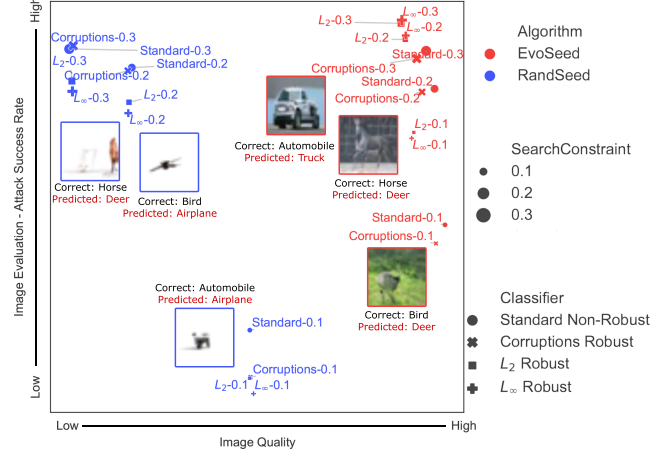 High
Image Evaluation - Attack Success Rate
Low
Low
High
Image Quality
Corruptions-0.3
Standard-0.3
L₂-0.3
Standard-0.2
Corruptions-0.2
L∞-0.3
L₂-0.2
L∞-0.2
Correct: Horse
Predicted: Deer
Correct: Bird
Predicted: Airplane
Correct: Automobile
Predicted: Airplane
Standard-0.1
Corruptions-0.1
L₂-0.1
L∞-0.1
L∞-0.3
L₂-0.3
L∞-0.2
L₂-0.2
Standard-0.3
Corruptions-0.3
Standard-0.2
Corruptions-0.2
L₂-0.1
L∞-0.1
Correct: Automobile
Predicted: Truck
Correct: Horse
Predicted: Deer
Standard-0.1
Corruptions-0.1
Correct: Bird
Predicted: Deer
Algorithm
EvoSeed
RandSeed
SearchConstraint
0.1
0.2
0.3
Classifier
Standard Non-Robust
Corruptions Robust
L₂ Robust
L∞ Robust